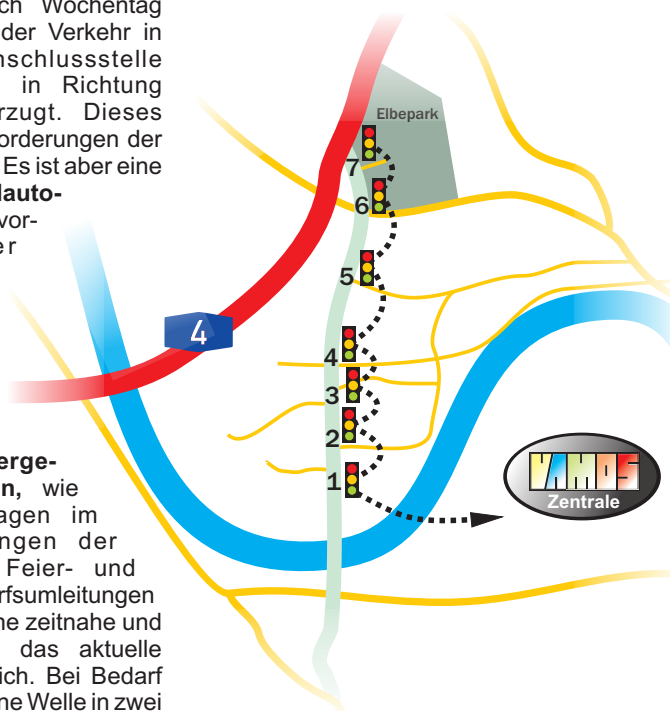 ch Wochentag
der Verkehr in
nschlussstelle
in Richtung
rzugt. Dieses
orderungen der
Es ist aber eine
lauto-
vor-
er
erge-
n, wie
agen im
ngen der
Feier- und
rfsumleitungen
ne zeitnahe und
das aktuelle
ich. Bei Bedarf
ne Welle in zwei
Elbepark
7
6
5
4
4
3
2
1
Zentrale